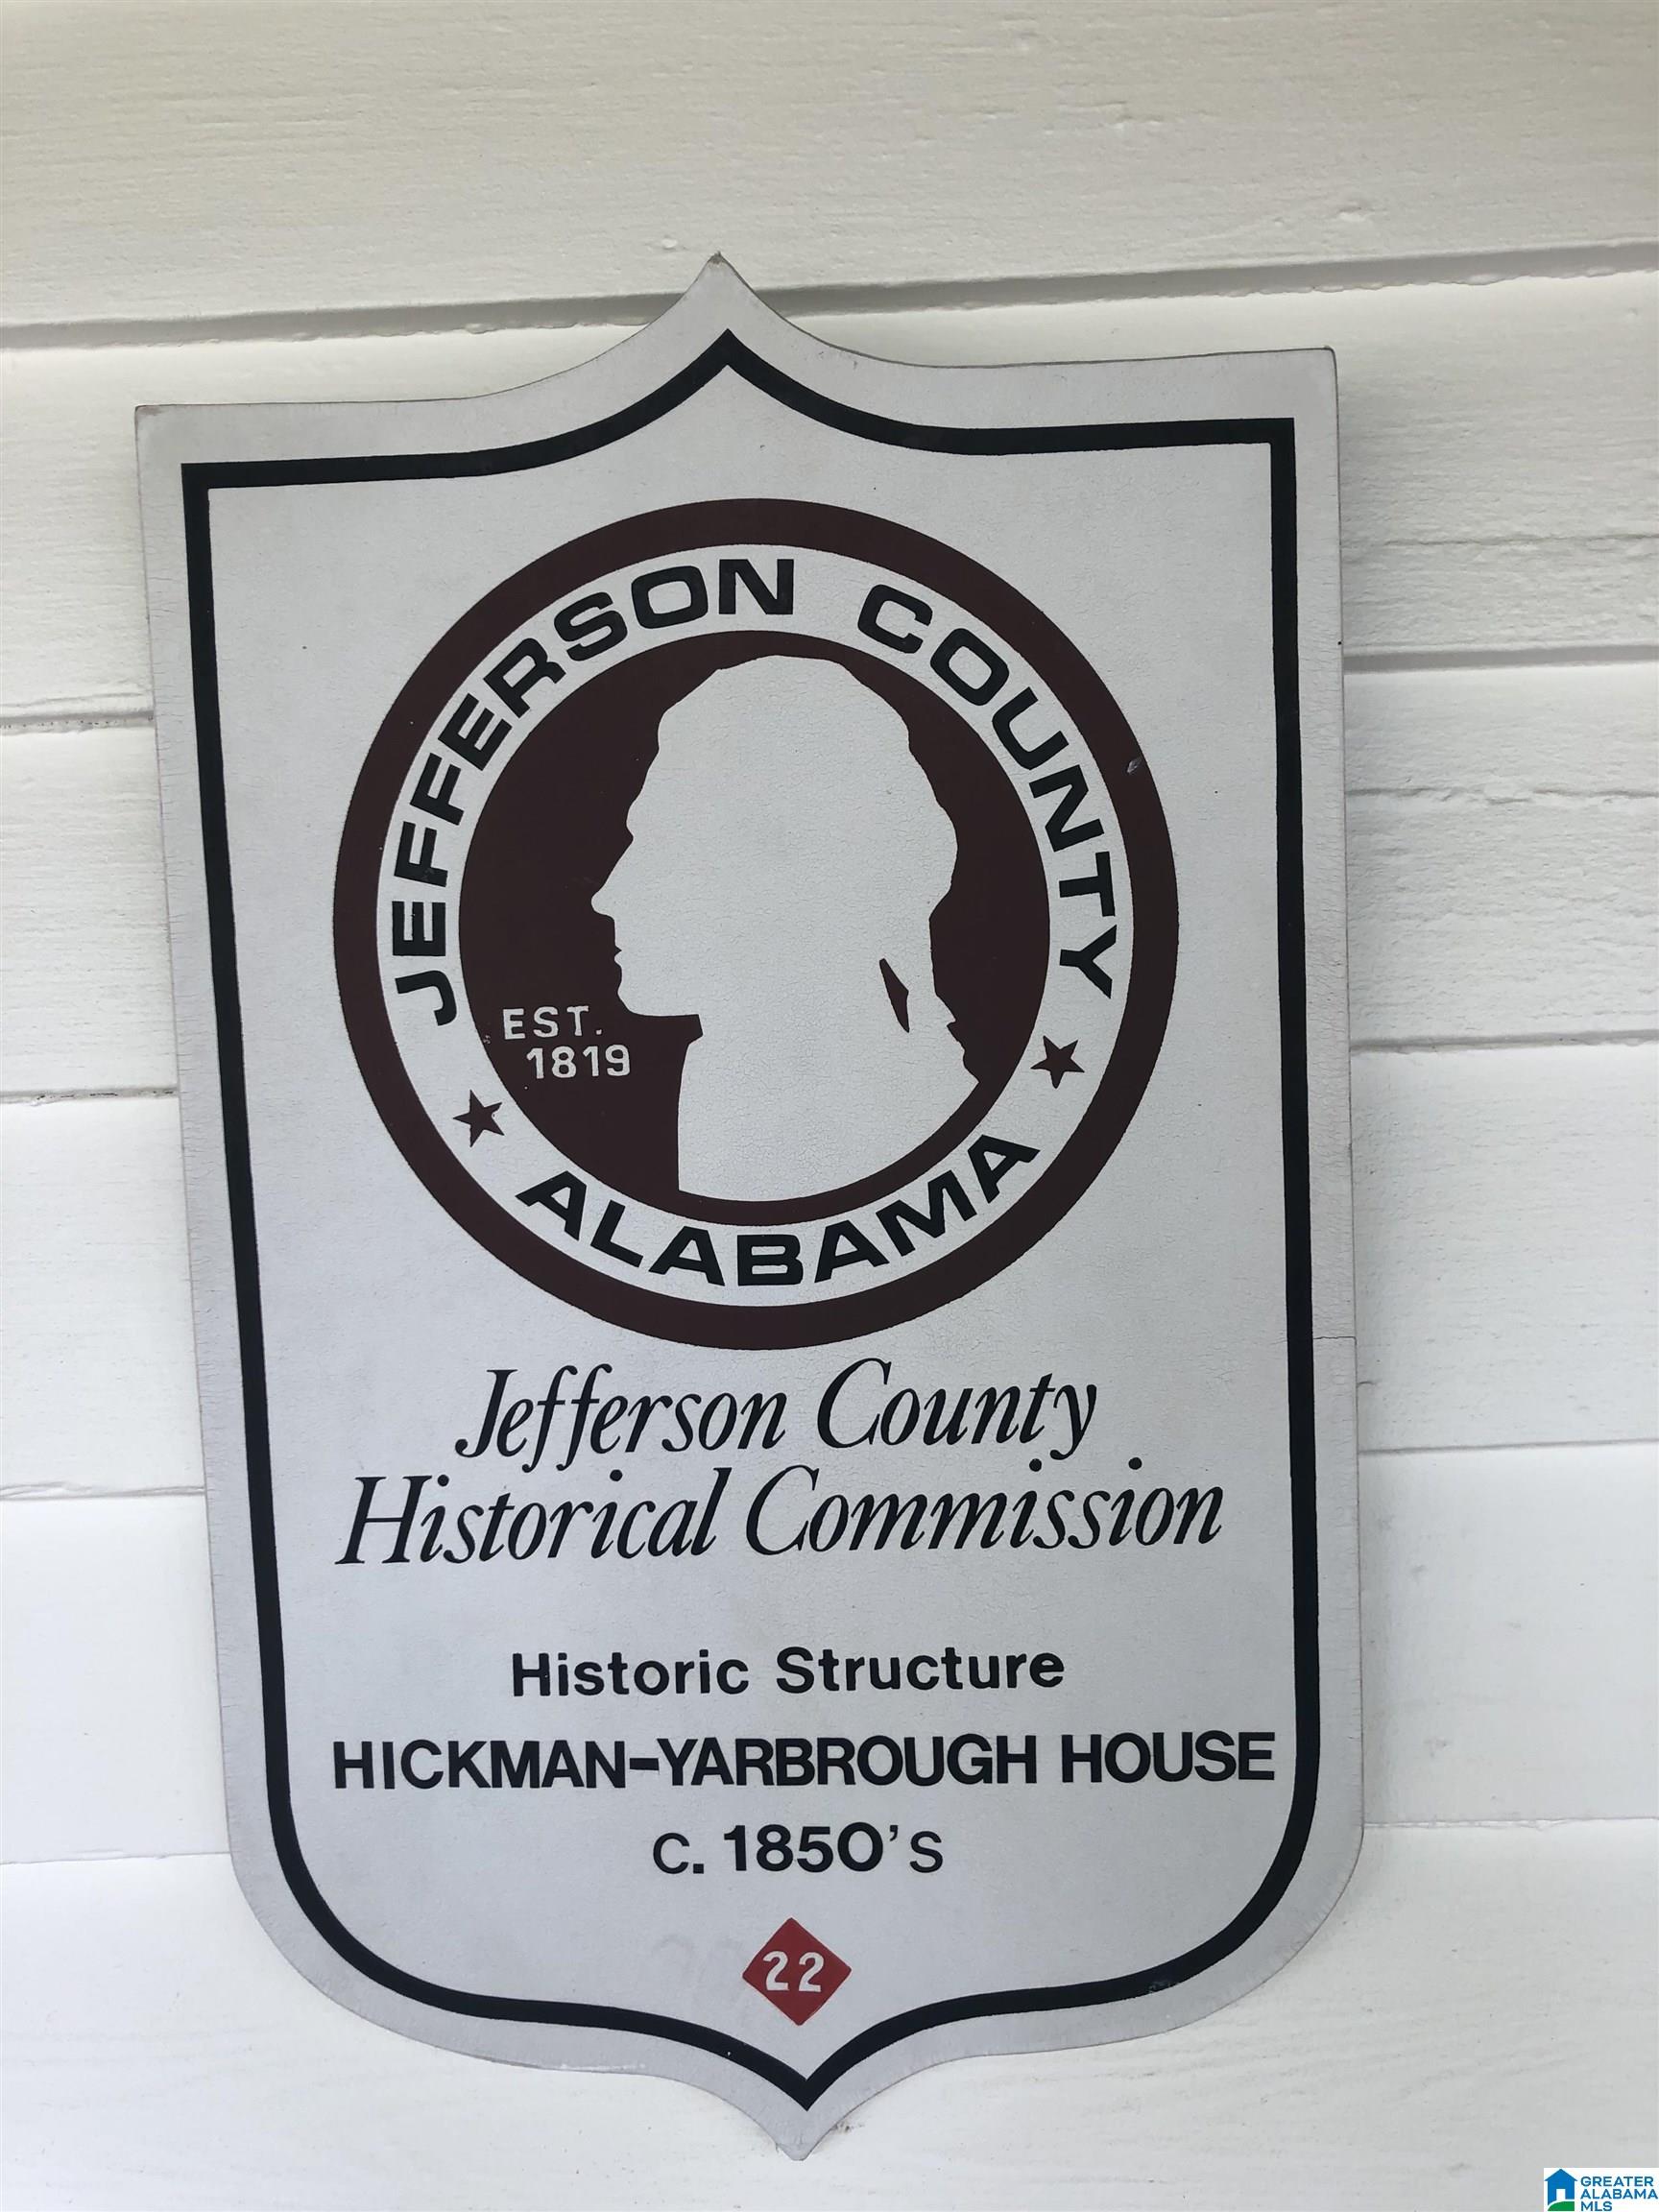 JEFFERSON COUNTY
EST.
1819
★ ALABAMA ★
Jefferson County
Historical Commission
Historic Structure
HICKMAN-YARBROUGH HOUSE
C. 1850's
22
GREATER
ALABAMA
MLS